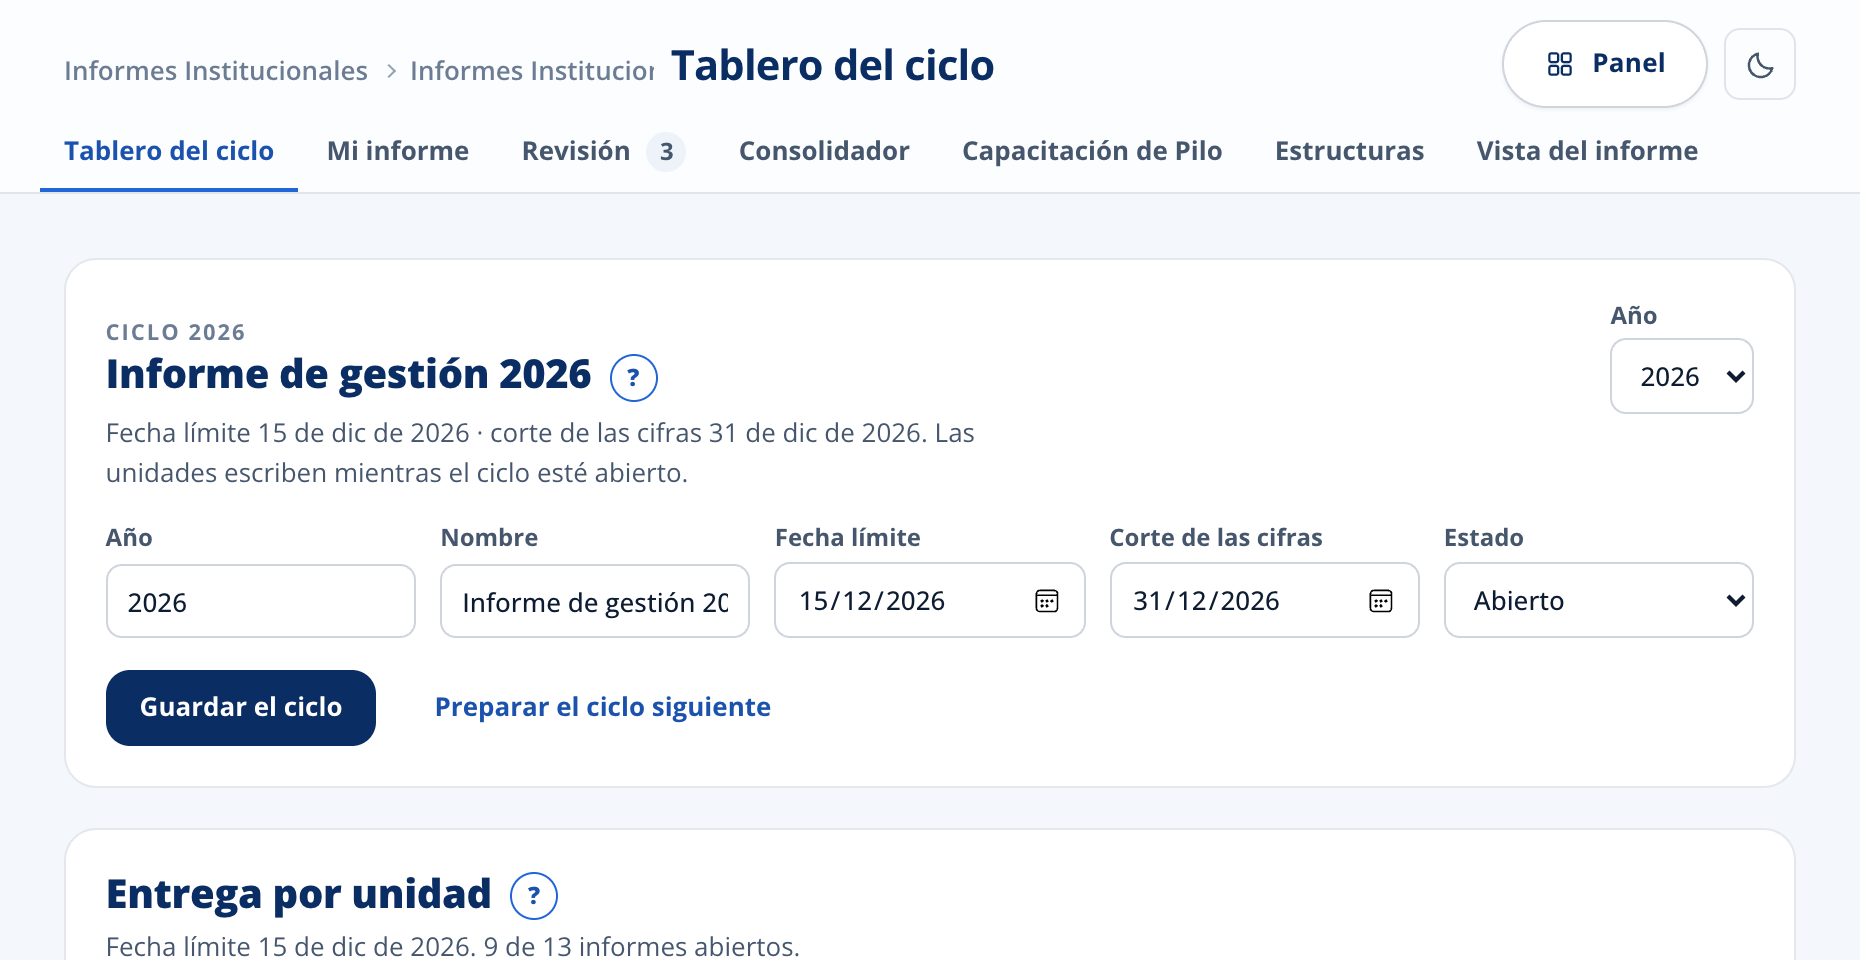 Informes Institucionales > Informes Institucior Tablero del ciclo
Panel
Tablero del ciclo Mi informe Revisión 3 Consolidador Capacitación de Pilo Estructuras Vista del informe
CICLO 2026
Informe de gestión 2026 ?
Año
2026
Fecha límite 15 de dic de 2026 · corte de las cifras 31 de dic de 2026. Las
unidades escriben mientras el ciclo esté abierto.
Año Nombre Fecha límite Corte de las cifras Estado
2026 Informe de gestión 20 15/12/2026 31/12/2026 Abierto
Guardar el ciclo Preparar el ciclo siguiente
Entrega por unidad ?
Fecha límite 15 de dic de 2026. 9 de 13 informes abiertos.